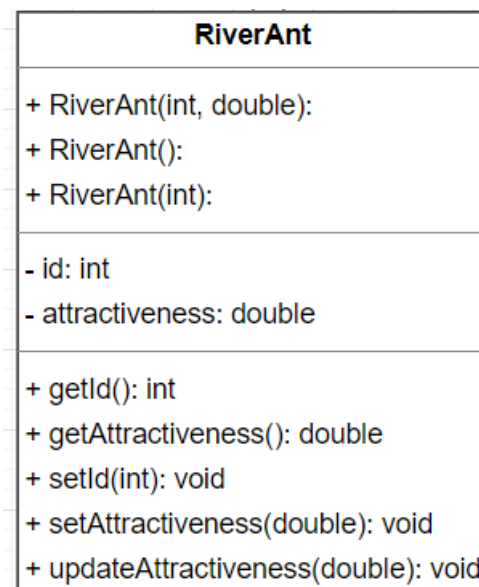 RiverAnt
+ RiverAnt(int, double):
+ RiverAnt():
+ RiverAnt(int):
- id: int
- attractiveness: double
+ getId(): int
+ getAttractiveness(): double
+ setId(int): void
+ setAttractiveness(double): void
+ updateAttractiveness(double): void